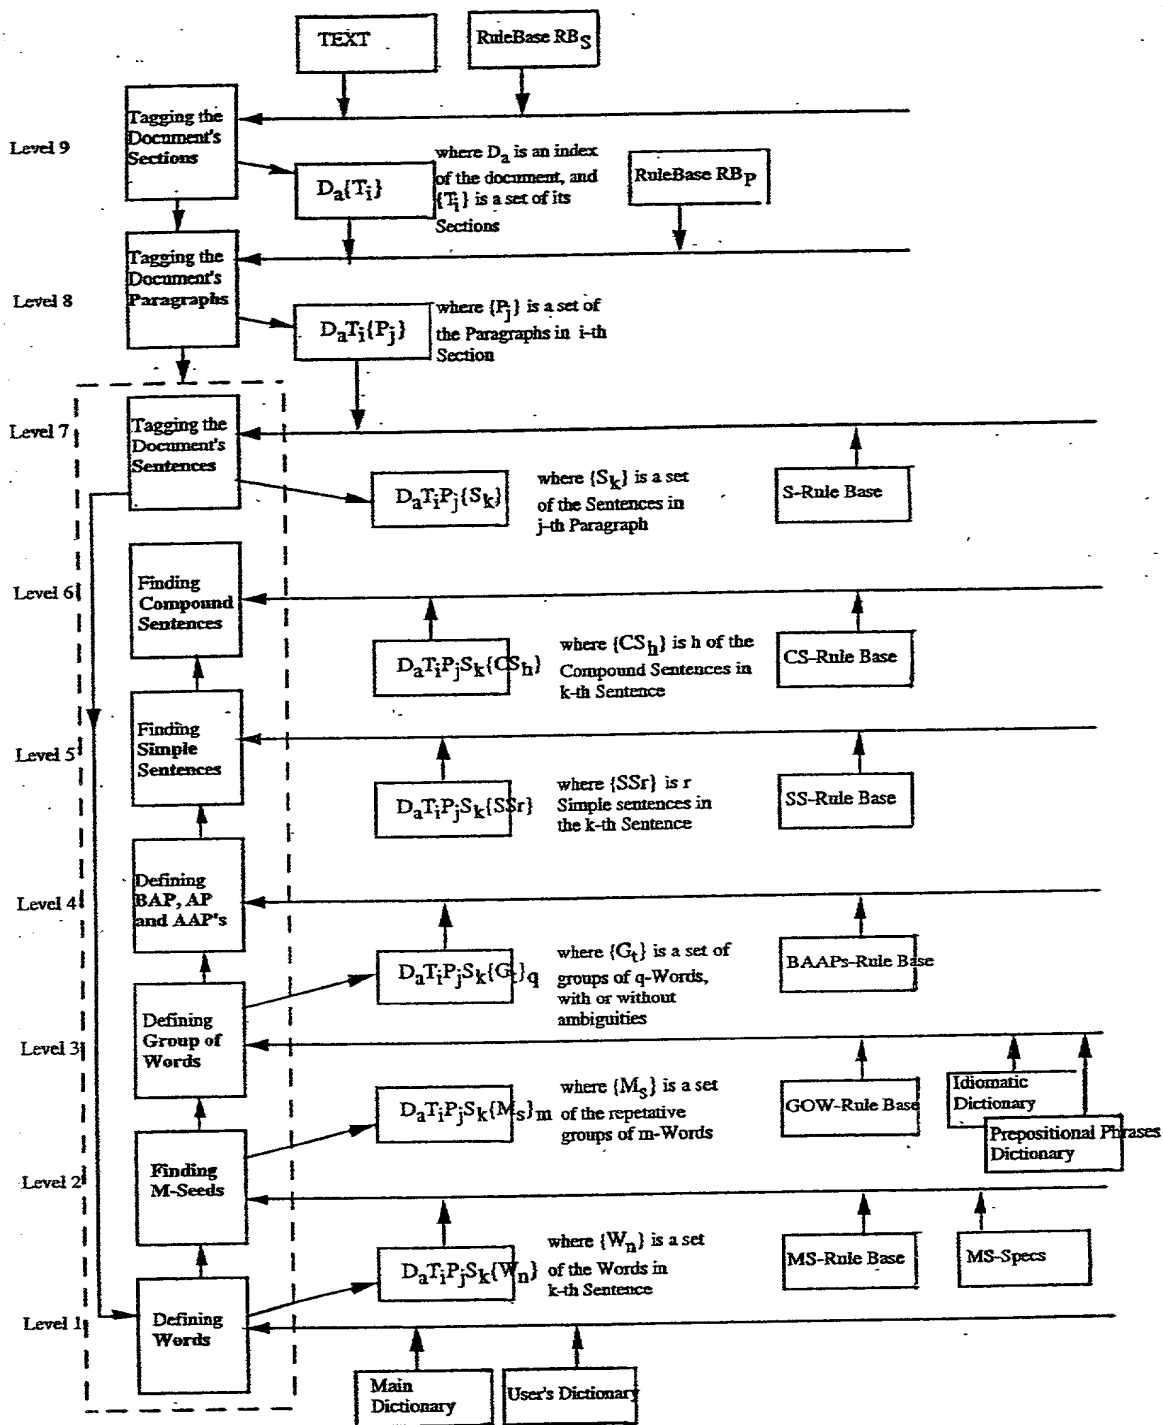 TEXT
RuleBase RBS
Level 9
Tagging the
Document's
Sections
Da{Ti}
where Da is an index
of the document, and
{Ti} is a set of its
Sections
RuleBase RBP
Level 8
Tagging the
Document's
Paragraphs
DaTi{Pj}
where {Pj} is a set of
the Paragraphs in i-th
Section
Level 7
Tagging the
Document's
Sentences
DaTiPj{Sk}
where {Sk} is a set
of the Sentences in
j-th Paragraph
S-Rule Base
Level 6
Finding
Compound
Sentences
DaTiPjSk{CSh}
where {CSh} is h of the
Compound Sentences in
k-th Sentence
CS-Rule Base
Level 5
Finding
Simple
Sentences
DaTiPjSk{SSr}
where {SSr} is r
Simple sentences in
the k-th Sentence
SS-Rule Base
Level 4
Defining
BAP, AP
and AAP's
DaTiPjSk{Gt}q
where {Gt} is a set of
groups of q-Words,
with or without
ambiguities
BAAPs-Rule Base
Level 3
Defining
Group of
Words
DaTiPjSk{Ms}m
where {Ms} is a set
of the repetative
groups of m-Words
GOW-Rule Base
Idiomatic
Dictionary
Prepositional Phrases
Dictionary
Level 2
Finding
M-Seeds
DaTiPjSk{Wn}
where {Wn} is a set
of the Words in
k-th Sentence
MS-Rule Base
MS-Specs
Level 1
Defining
Words
Main
Dictionary
User's Dictionary